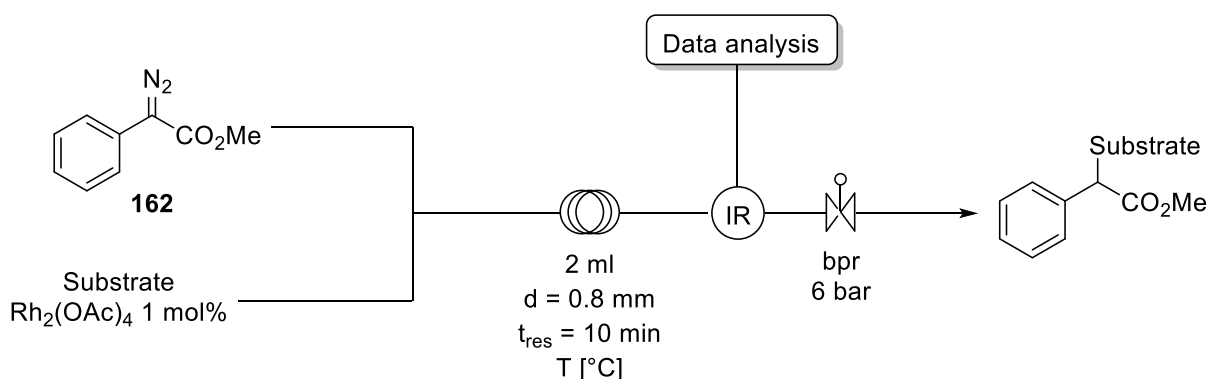 Data analysis
N₂
CO₂Me
162
Substrate
Rh₂(OAc)₄ 1 mol%
IR
2 ml
d = 0.8 mm
tᵣₑₛ = 10 min
T [°C]
bpr
6 bar
Substrate
CO₂Me